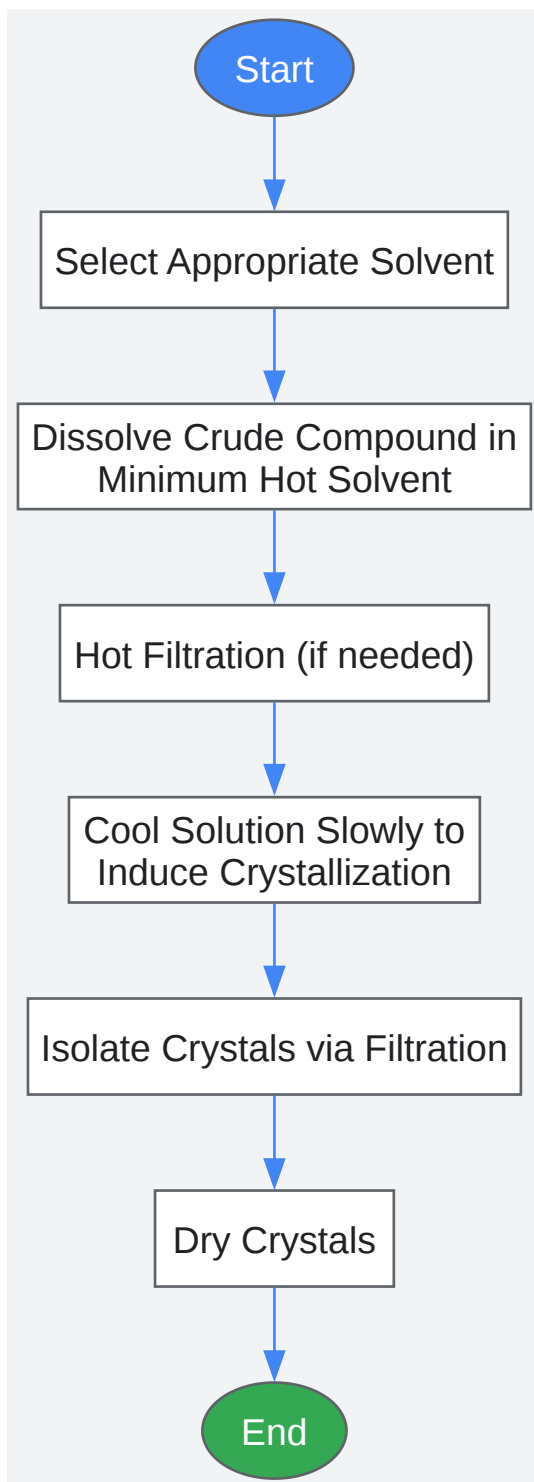 Start
Select Appropriate Solvent
Dissolve Crude Compound in
Minimum Hot Solvent
Hot Filtration (if needed)
Cool Solution Slowly to
Induce Crystallization
Isolate Crystals via Filtration
Dry Crystals
End